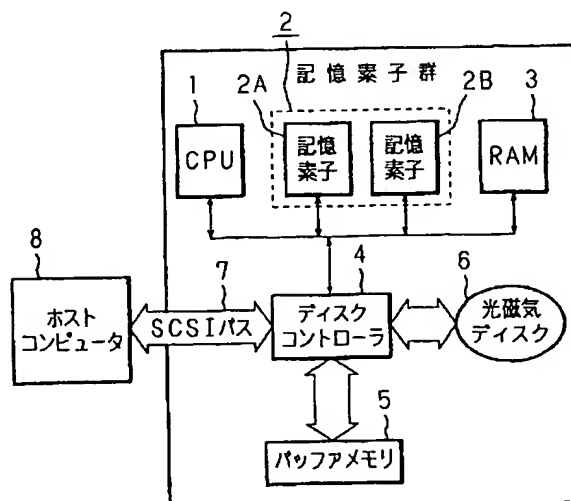 2
記憶素子群
1
2A
2B
3
CPU
記憶
素子
記憶
素子
RAM
8
7
4
6
ホスト
コンピュータ
SCSIバス
ディスク
コントローラ
光磁気
ディスク
5
バッファメモリ